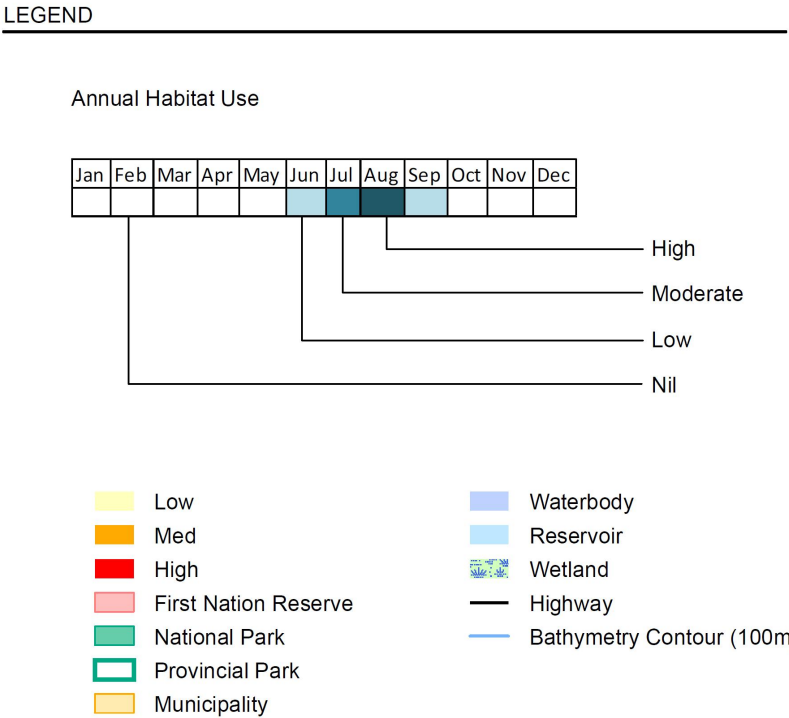 LEGEND
Annual Habitat Use
Jan Feb Mar Apr May Jun Jul Aug Sep Oct Nov Dec
High
Moderate
Low
Nil
Low
Med
High
First Nation Reserve
National Park
Provincial Park
Municipality
Waterbody
Reservoir
Wetland
Highway
Bathymetry Contour (100m